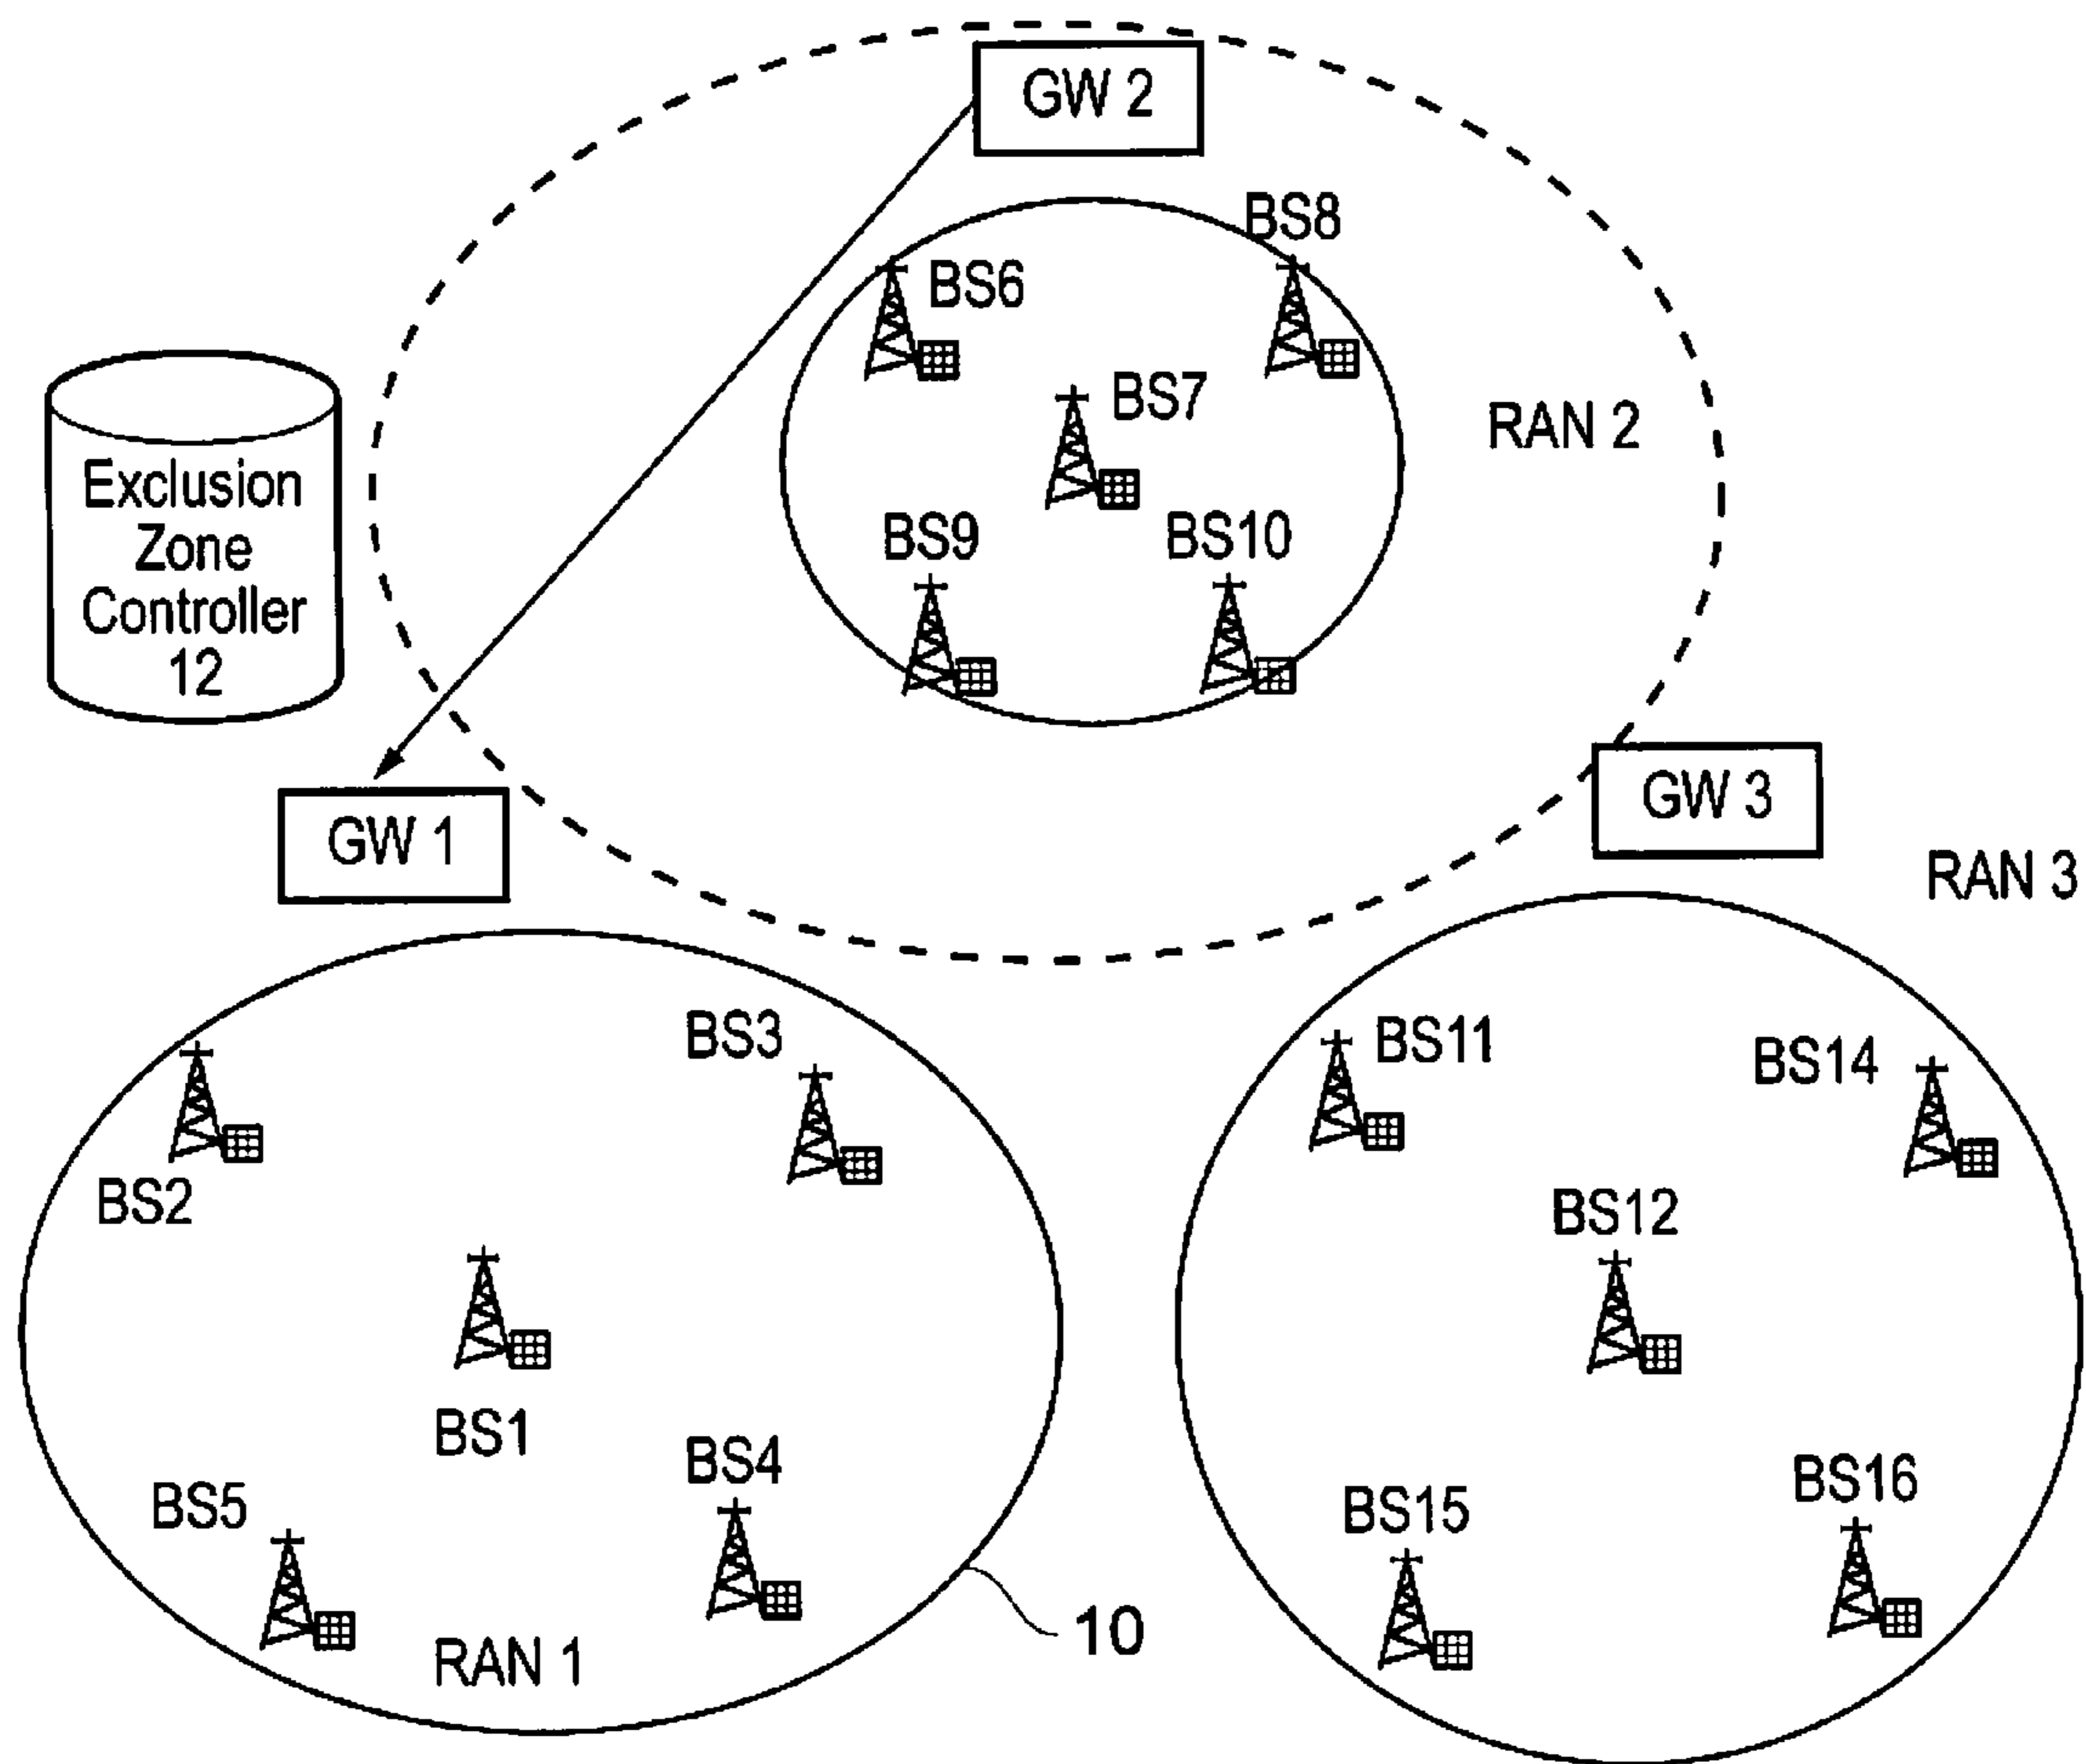 GW 2
BS8
BS6
BS7
RAN 2
Exclusion
Zone
Controller
12
BS9
BS10
GW 1
GW 3
RAN 3
BS3
BS11
BS14
BS2
BS12
BS1
BS4
BS5
BS15
BS16
10
RAN 1